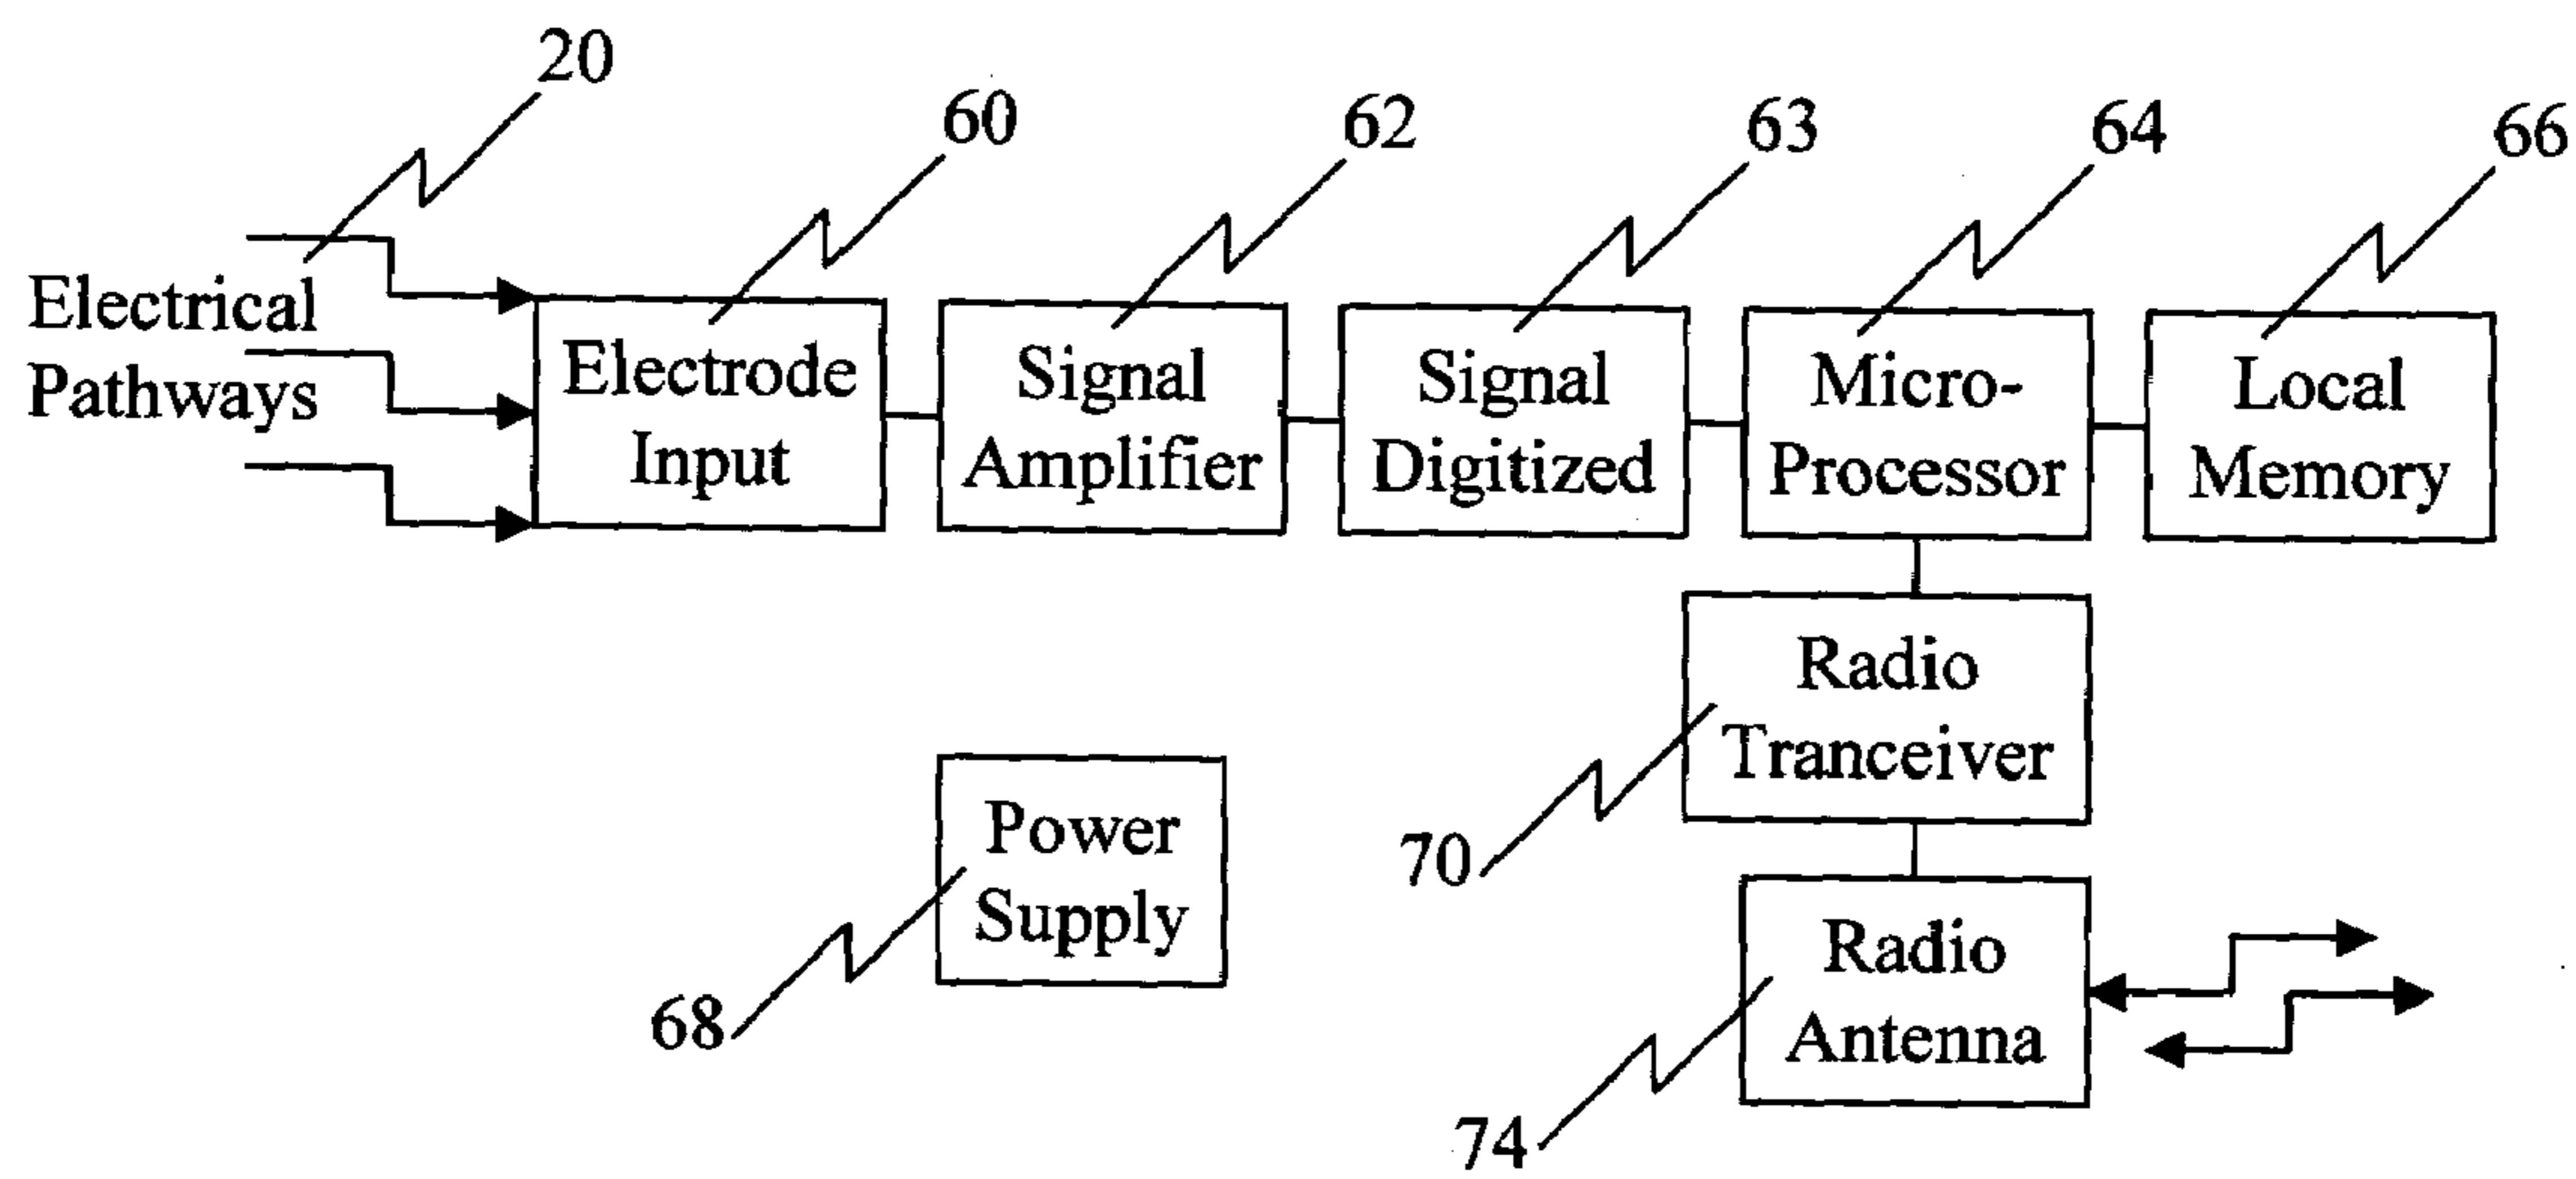 20
60
62
63
64
66
Electrical
Pathways
Electrode
Input
Signal
Amplifier
Signal
Digitized
Micro-
Processor
Local
Memory
Radio
Tranceiver
70
Power
Supply
68
Radio
Antenna
74